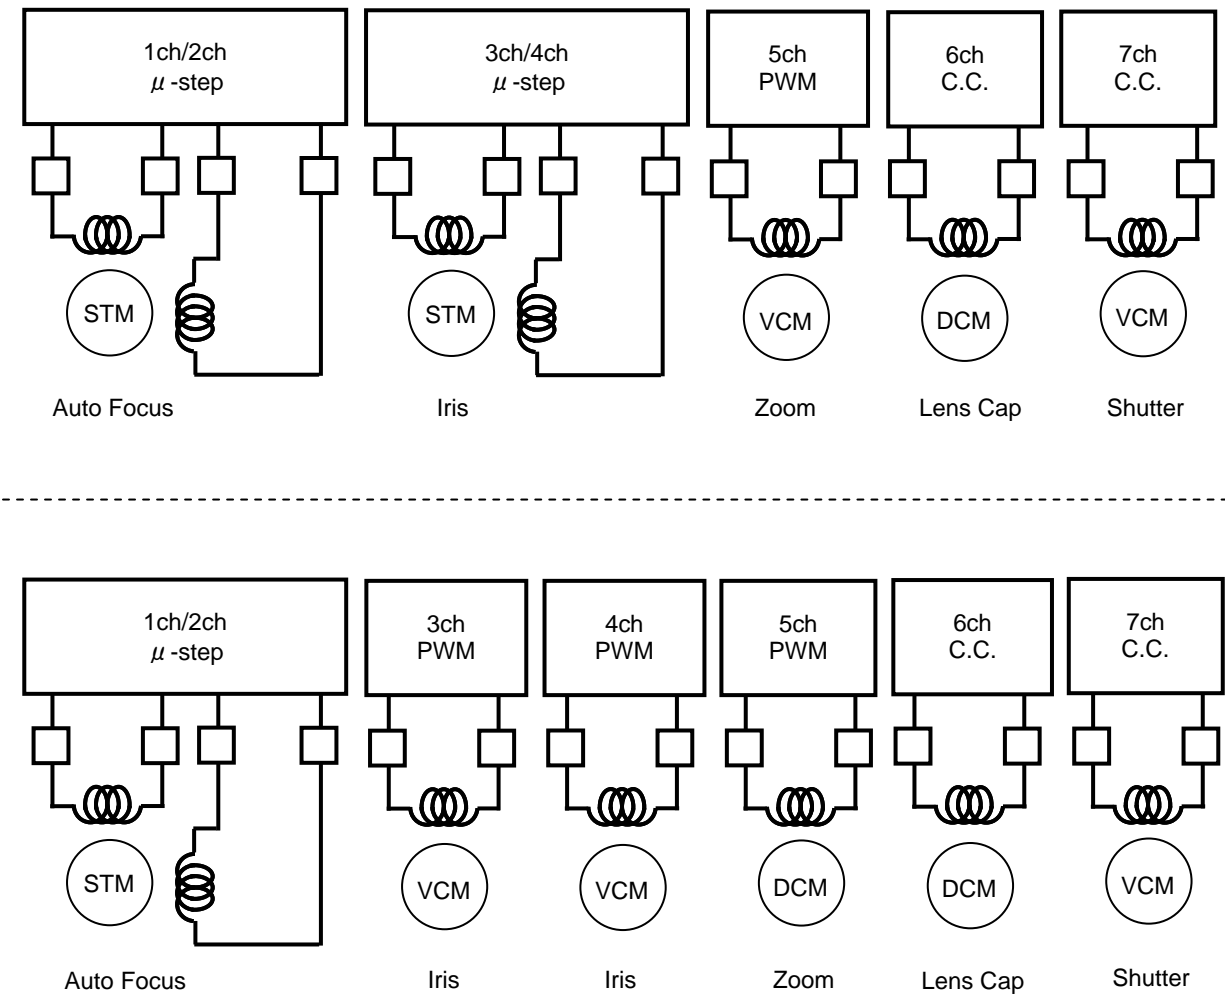 1ch/2ch
μ-step
3ch/4ch
μ-step
5ch
PWM
6ch
C.C.
7ch
C.C.
STM
STM
VCM
DCM
VCM
Auto Focus
Iris
Zoom
Lens Cap
Shutter
1ch/2ch
μ-step
3ch
PWM
4ch
PWM
5ch
PWM
6ch
C.C.
7ch
C.C.
STM
VCM
VCM
DCM
DCM
VCM
Auto Focus
Iris
Iris
Zoom
Lens Cap
Shutter